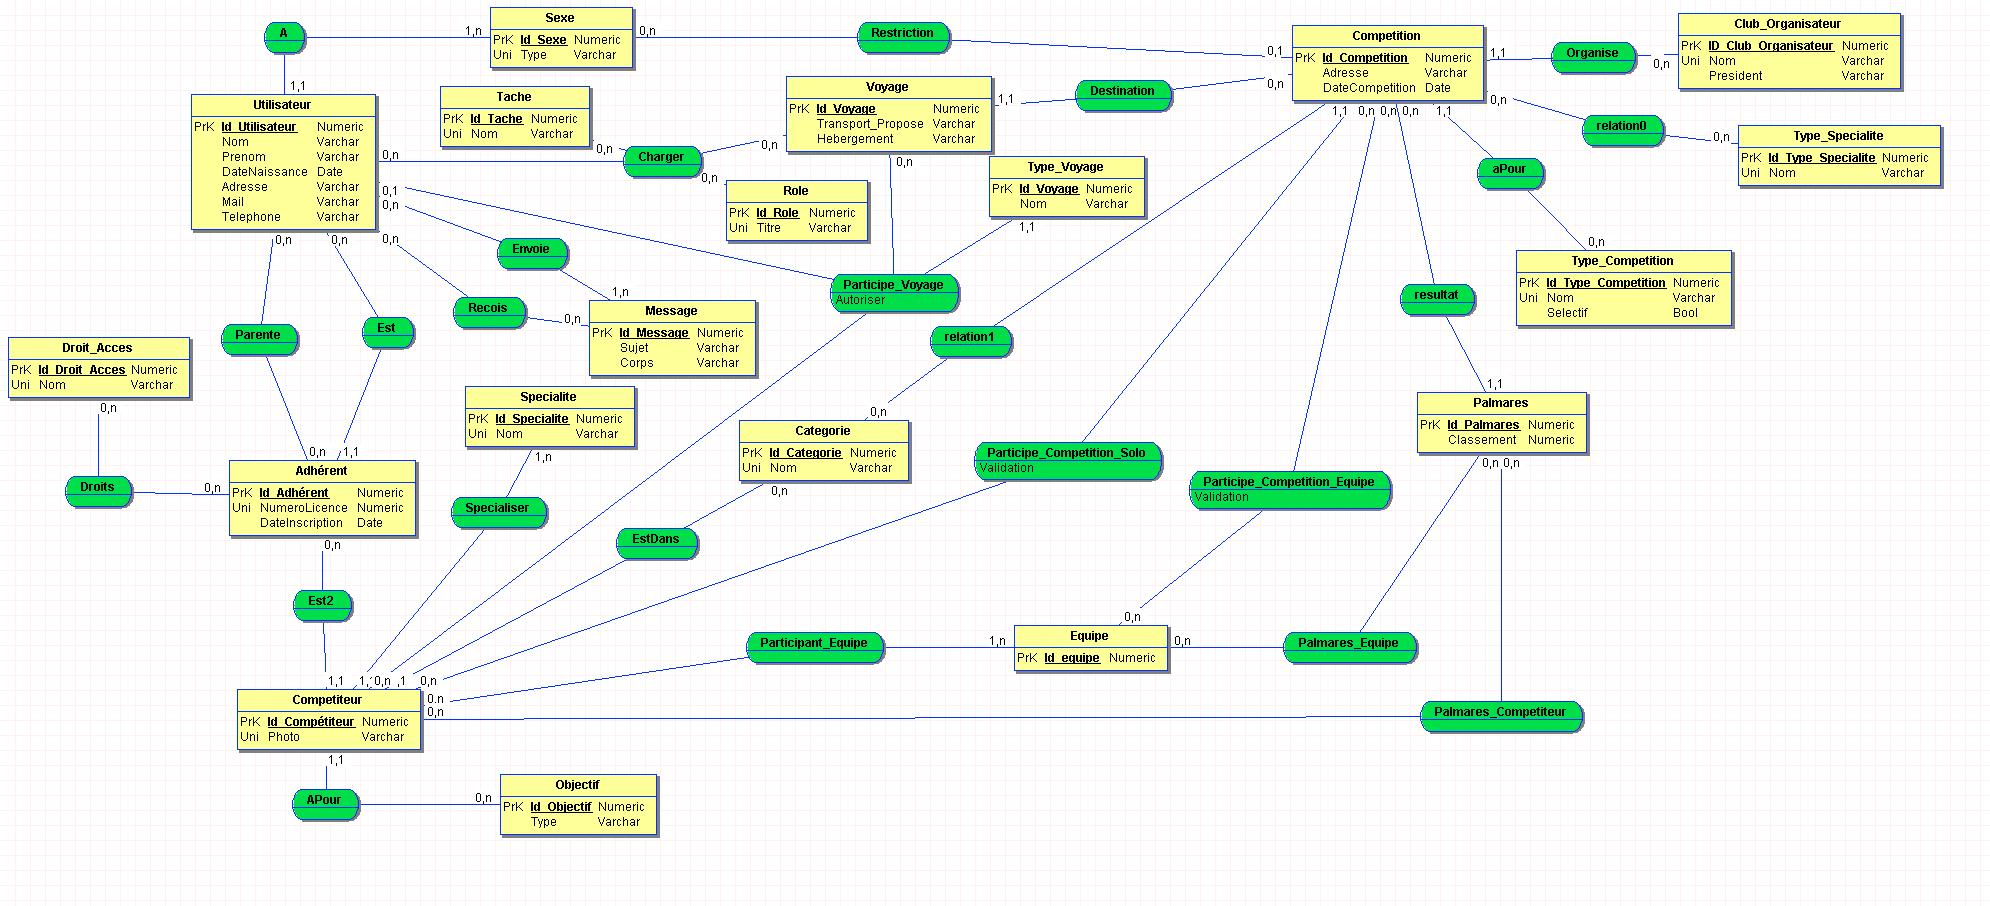 A
1,n
1,1
Sexe
PrK Id_Sexe Numeric
Uni Type Varchar
0,n
Restriction
0,1
Competition
PrK Id_Competition Numeric
Adresse Varchar
DateCompetition Date
1,1
Organise
0,n
Club_Organisateur
PrK ID_Club_Organisateur Numeric
Uni Nom Varchar
President Varchar
Utilisateur
PrK Id_Utilisateur Numeric
Nom Varchar
Prenom Varchar
DateNaissance Date
Adresse Varchar
Mail Varchar
Telephone Varchar
Tache
PrK Id_Tache Numeric
Uni Nom Varchar
0,n
0,n
Charger
0,n
0,n
Voyage
PrK Id_Voyage Numeric
Transport_Propose Varchar
Hebergement Varchar
1,1
Destination
0,n
0,n
0,n
relation0
0,n
Type_Specialite
PrK Id_Type_Specialite Numeric
Uni Nom Varchar
Role
PrK Id_Role Numeric
Uni Titre Varchar
Type_Voyage
PrK Id_Voyage Numeric
Nom Varchar
1,1
1,1
0,n
0,n
0,n
1,1
aPour
0,n
Type_Competition
PrK Id_Type_Competition Numeric
Uni Nom Varchar
Selectif Bool
0,1
0,n
0,n
0,n
0,n
Envoie
1,n
Recois
0,n
Message
PrK Id_Message Numeric
Sujet Varchar
Corps Varchar
Participe_Voyage
Autoriser
relation1
resultat
1,1
Parente
Est
0,n
1,1
Droit_Acces
PrK Id_Droit_Acces Numeric
Uni Nom Varchar
0,n
Droits
0,n
Adhérent
PrK Id_Adhérent Numeric
Uni NumeroLicence Numeric
DateInscription Date
0,n
Specialite
PrK Id_Specialite Numeric
Uni Nom Varchar
1,n
Specialiser
0,n
Categorie
PrK Id_Categorie Numeric
Uni Nom Varchar
0,n
EstDans
Participe_Competition_Solo
Validation
Participe_Competition_Equipe
Validation
Palmares
PrK Id_Palmares Numeric
Classement Numeric
0,n
0,n
Est2
0,n
Participant_Equipe
1,n
Equipe
PrK Id_equipe Numeric
0,n
Palmares_Equipe
1,1
0,n
,1
0,n
0,n
0,n
Competiteur
PrK Id_Compétiteur Numeric
Uni Photo Varchar
Palmares_Competiteur
1,1
APour
0,n
Objectif
PrK Id_Objectif Numeric
Type Varchar